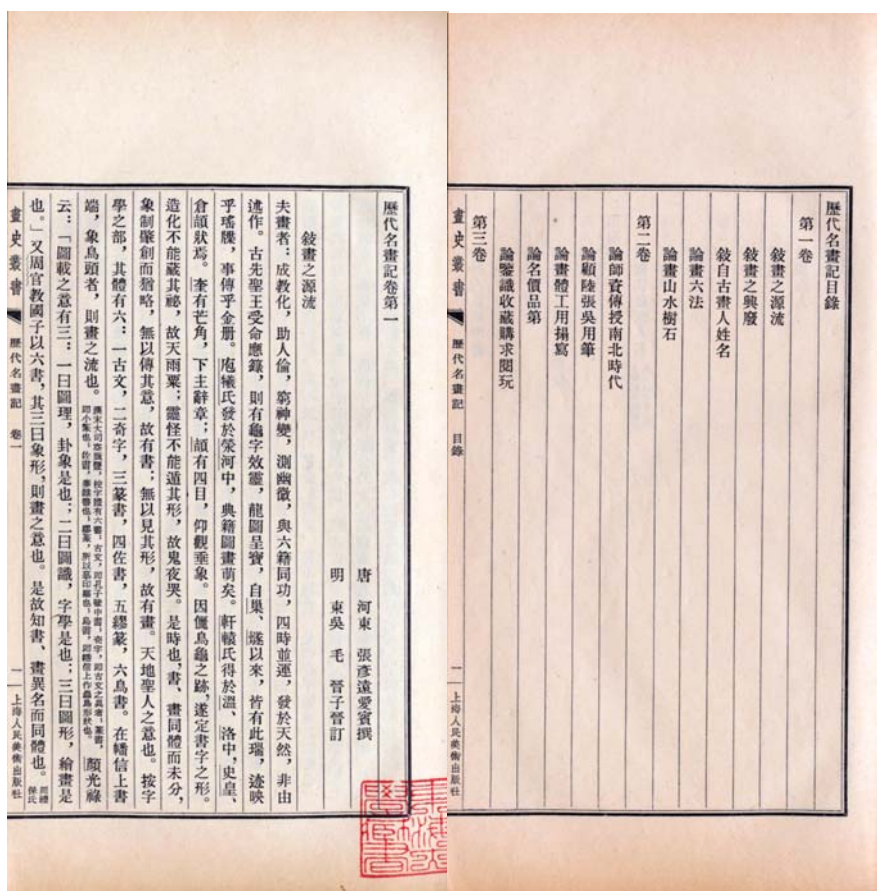 歷代名畫記目錄
第一卷
敍畫之源流
敍畫之興廢
敍自古畫人姓名
論畫六法
論畫山水樹石
第二卷
論師資傳授南北時代
論顧陸張吳用筆
論畫體工用搨寫
論名價品第
論鑒識收藏購求閱玩
第三卷
畫史叢書
歷代名畫記 目錄
一
上海人民美術出版社
歷代名畫記卷第一
唐 河東 張彥遠愛賓撰
明 東吳 毛 晉子晉訂
敍畫之源流
夫畫者:成教化,助人倫,窮神變,測幽微,與六籍同功,四時並運,發於天然,非由
述作。古先聖王受命應籙,則有龜字效靈,龍圖呈寶,自巢、燧以來,皆有此瑞,迹映
乎瑤牒,事傳乎金册。庖犧氏發於滎河中,典籍圖畫萌矣。軒轅氏得於溫、洛中,史皇、
倉頡狀焉。奎有芒角,下主辭章;頡有四目,仰觀垂象。因儷鳥龜之跡,遂定書字之形。
造化不能藏其祕,故天雨粟;靈怪不能遁其形,故鬼夜哭。是時也,書、畫同體而未分,
象制肇創而猶略,無以傳其意,故有書;無以見其形,故有畫。天地聖人之意也。按字
學之部,其體有六:一古文,二奇字,三篆書,四佐書,五繆篆,六鳥書。在幡信上書
端,象鳥頭者,則畫之流也。
顏光祿
云:「圖載之意有三:一曰圖理,卦象是也;二曰圖識,字學是也;三曰圖形,繪畫是
也。」又周官教國子以六書,其三曰象形,則畫之意也。是故知書、畫異名而同體也。周禮保氏
畫史叢書
歷代名畫記 卷一
一
上海人民美術出版社